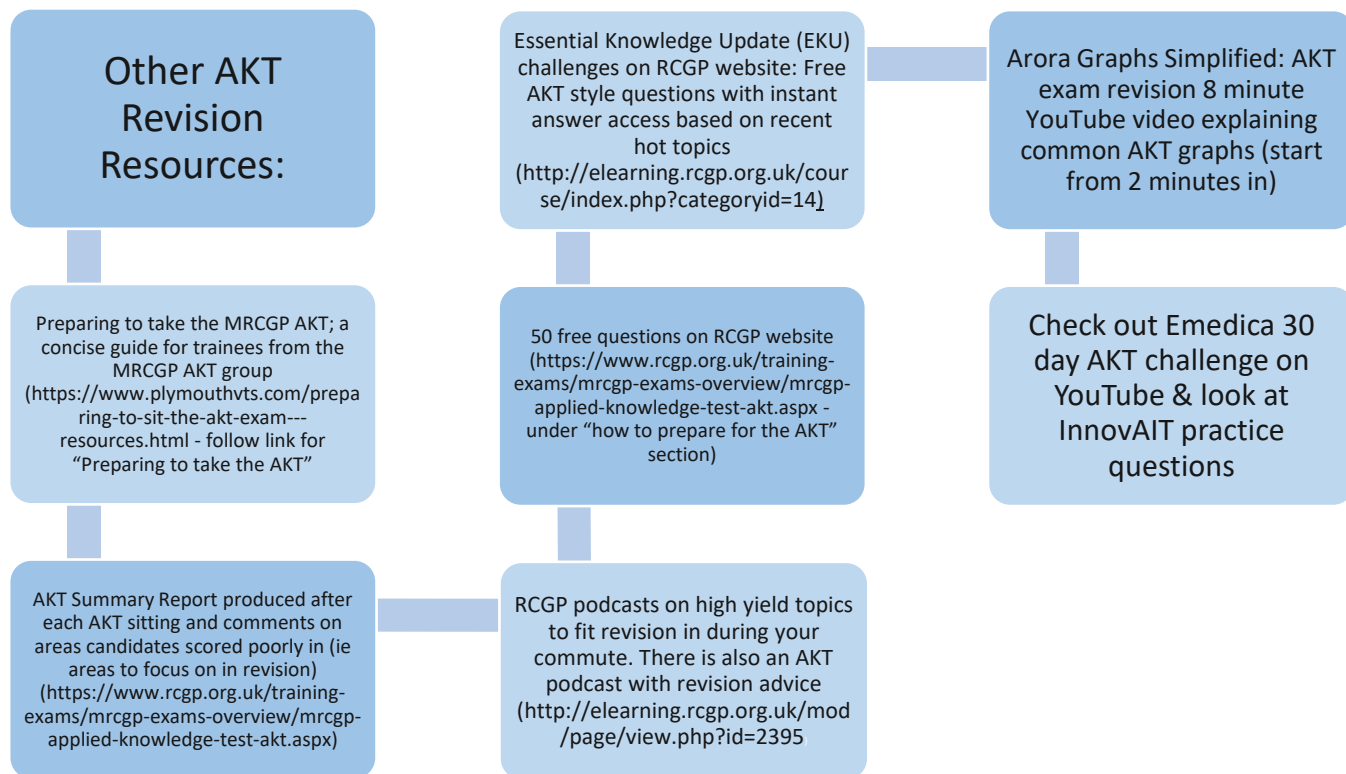 Other AKT
Revision
Resources:
Preparing to take the MRCGP AKT; a
concise guide for trainees from the
MRCGP AKT group
(https://www.plymouthvts.com/prepa
ring-to-sit-the-akt-exam---
resources.html - follow link for
“Preparing to take the AKT”
AKT Summary Report produced after
each AKT sitting and comments on
areas candidates scored poorly in (ie
areas to focus on in revision)
(https://www.rcgp.org.uk/training-
exams/mrcgp-exams-overview/mrcgp-
applied-knowledge-test-akt.aspx)
RCGP podcasts on high yield topics
to fit revision in during your
commute. There is also an AKT
podcast with revision advice
(http://elearning.rcgp.org.uk/mod
/page/view.php?id=2395)
50 free questions on RCGP website
(https://www.rcgp.org.uk/training-
exams/mrcgp-exams-overview/mrcgp-
applied-knowledge-test-akt.aspx -
under “how to prepare for the AKT”
section)
Essential Knowledge Update (EKU)
challenges on RCGP website: Free
AKT style questions with instant
answer access based on recent
hot topics
(http://elearning.rcgp.org.uk/cour
se/index.php?categoryid=14)
Arora Graphs Simplified: AKT
exam revision 8 minute
YouTube video explaining
common AKT graphs (start
from 2 minutes in)
Check out Emedica 30
day AKT challenge on
YouTube & look at
InnovAIT practice
questions